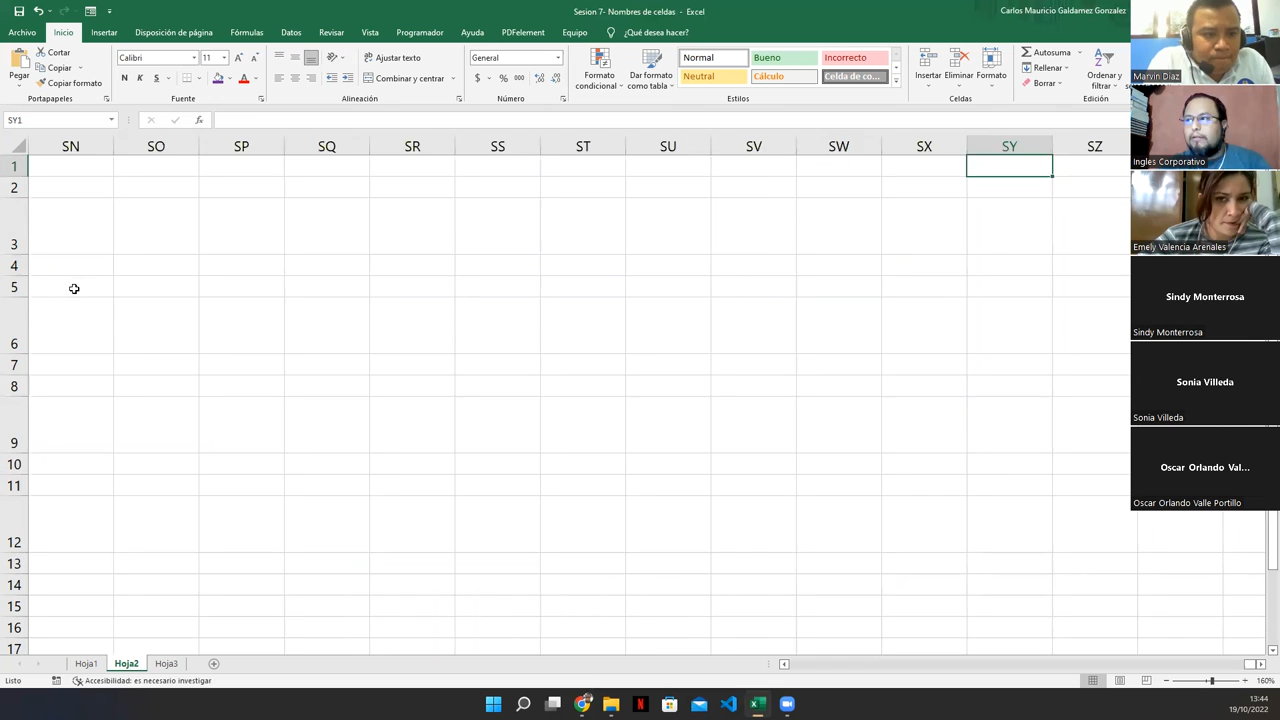 Sesion 7- Nombres de celdas - Excel
Carlos Mauricio Galdamez Gonzalez
Archivo Inicio Insertar Disposición de página Fórmulas Datos Revisar Vista Programador Ayuda PDFelement Equipo ¿Qué desea hacer?
Pegar
Cortar
Copiar
Copiar formato
Portapapeles
Calibri 11
N K S
Fuente
Ajustar texto
Combinar y centrar
Alineación
General
$ % 000
Número
Formato condicional
Dar formato como tabla
Normal Bueno Incorrecto
Neutral Cálculo Celda de co...
Estilos
Insertar Eliminar Formato
Celdas
Autosuma
Rellenar
Borrar
Ordenar y filtrar
Edición
SY1
fx
SN SO SP SQ SR SS ST SU SV SW SX SY SZ
1
2
3
4
5
6
7
8
9
10
11
12
13
14
15
16
17
Marvin Diaz
Ingles Corporativo
Emely Valencia Arenales
Sindy Monterrosa
Sindy Monterrosa
Sonia Villeda
Sonia Villeda
Oscar Orlando Val...
Oscar Orlando Valle Portillo
Hoja1 Hoja2 Hoja3
Listo
Accesibilidad: es necesario investigar
160%
13:44
19/10/2022